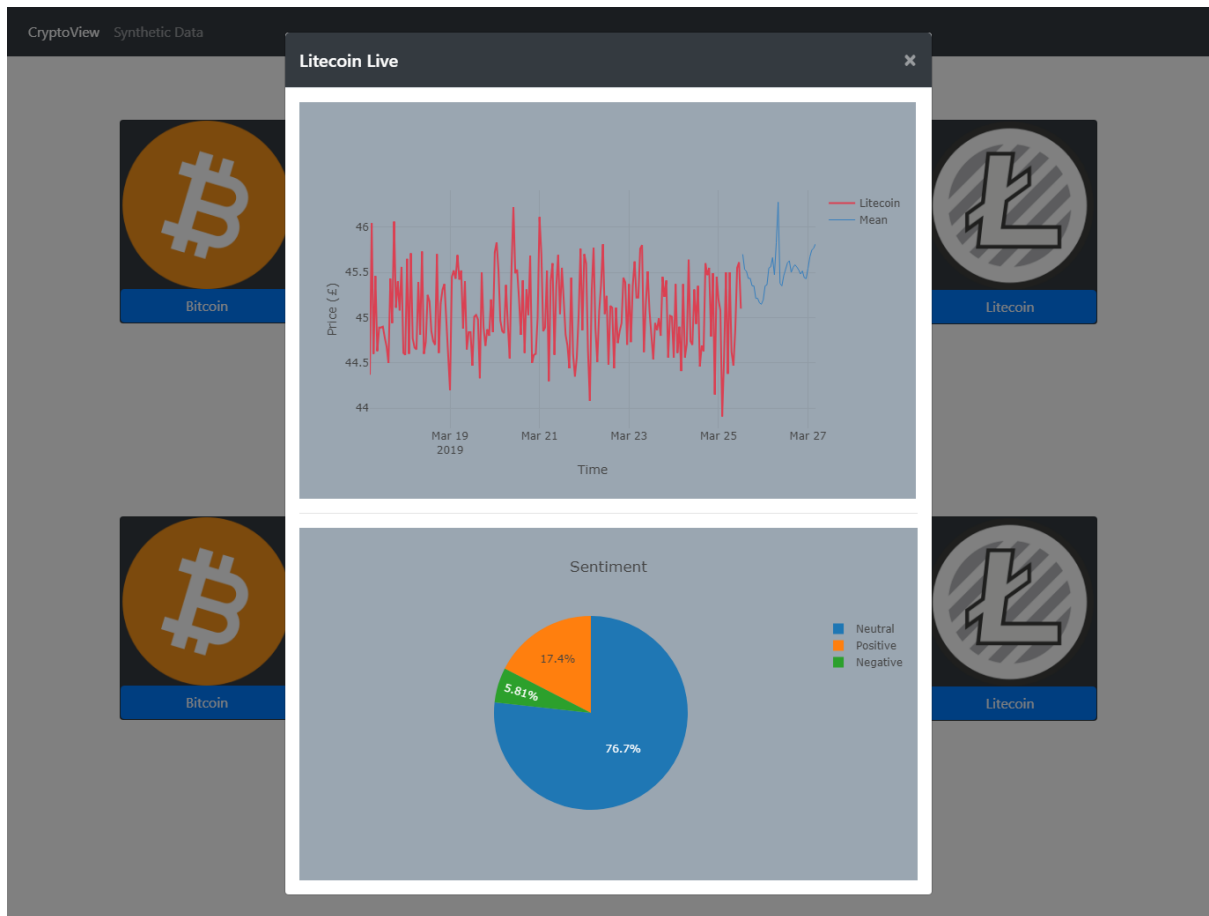 CryptoView Synthetic Data
Litecoin Live
×
Litecoin
Mean
46
45.5
45
44.5
44
Price (£)
Mar 19
2019
Mar 21
Mar 23
Mar 25
Mar 27
Time
Bitcoin
Litecoin
Sentiment
Neutral
Positive
Negative
17.4%
5.81%
76.7%
Bitcoin
Litecoin